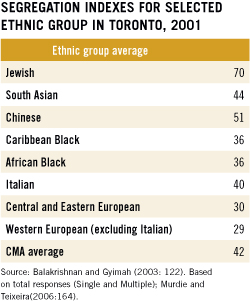 SEGREGATION INDEXES FOR SELECTED
ETHNIC GROUP IN TORONTO, 2001
Ethnic group average
Jewish 70
South Asian 44
Chinese 51
Caribbean Black 36
African Black 36
Italian 40
Central and Eastern European 30
Western European (excluding Italian) 29
CMA average 42
Source: Balakrishnan and Gyimah (2003: 122). Based
on total responses (Single and Multiple); Murdie and
Teixeira(2006:164).